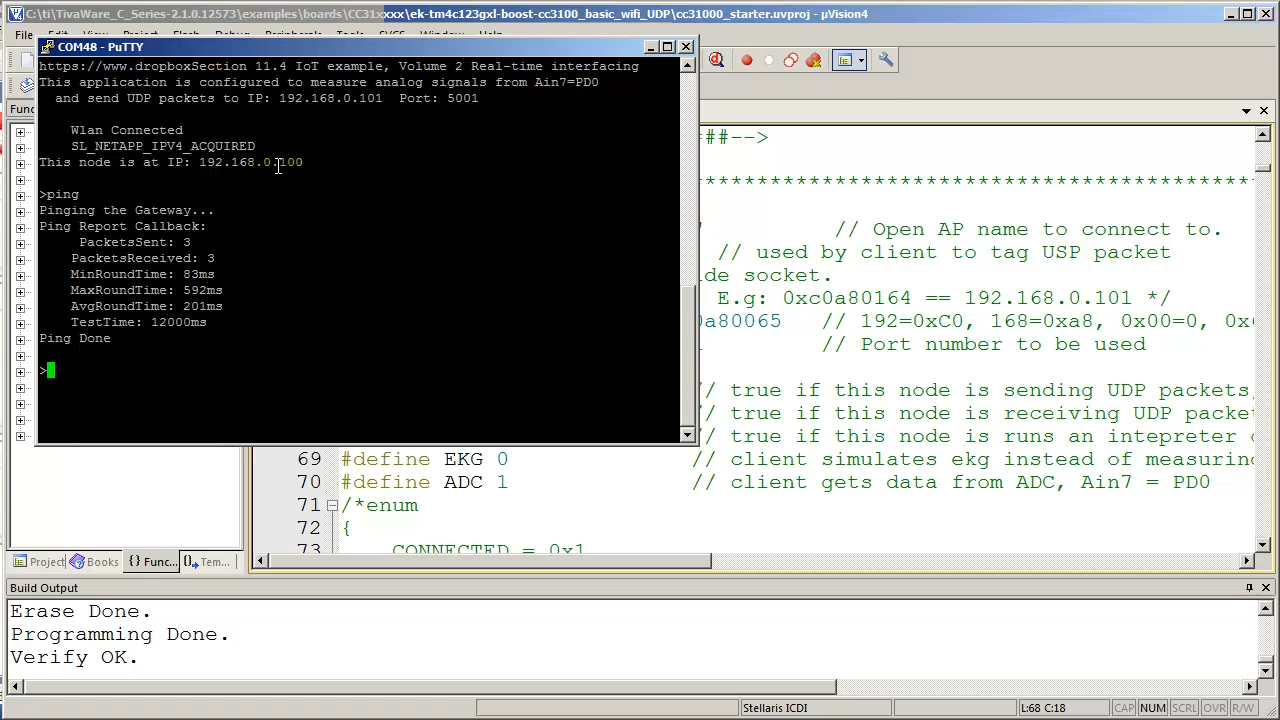 C:\ti\TivaWare_C_Series-2.1.0.12573\examples\boards\CC31xxxx\ek-tm4c123gxl-boost-cc3100_basic_wifi_UDP\cc31000_starter.uvproj - µVision4
COM48 - PuTTY
https://www.dropboxSection 11.4 IoT example, Volume 2 Real-time interfacing
This application is configured to measure analog signals from Ain7=PD0
and send UDP packets to IP: 192.168.0.101 Port: 5001
Wlan Connected
SL_NETAPP_IPV4_ACQUIRED
This node is at IP: 192.168.0.100
>ping
Pinging the Gateway...
Ping Report Callback:
PacketsSent: 3
PacketsReceived: 3
MinRoundTime: 83ms
MaxRoundTime: 592ms
AvgRoundTime: 201ms
TestTime: 12000ms
Ping Done
>
##-->
*******************************************
// Open AP name to connect to.
// used by client to tag USP packet
de socket.
E.g: 0xc0a80164 == 192.168.0.101 */
0a80065 // 192=0xC0, 168=0xa8, 0x00=0,
// Port number to be used
// true if this node is sending UDP packets,
// true if this node is receiving UDP packet
// true if this node is runs an intepreter
69 #define EKG 0 // client simulates ekg instead of measurin
70 #define ADC 1 // client gets data from ADC, Ain7 = PD0
71 /*enum
72 {
73 CONNECTED = 0x1
Project Books {} Func... Tem...
Build Output
Erase Done.
Programming Done.
Verify OK.
Stellaris ICDI L:68 C:18 CAP NUM SCRL OVR R/W